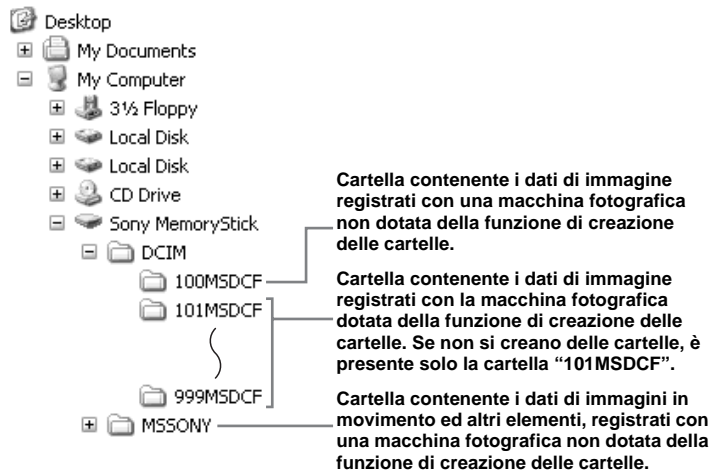 Desktop
My Documents
My Computer
3½ Floppy
Local Disk
Local Disk
CD Drive
Sony MemoryStick
DCIM
100MSDCF
101MSDCF
999MSDCF
MSSONY
Cartella contenente i dati di immagine
registrati con una macchina fotografica
non dotata della funzione di creazione
delle cartelle.
Cartella contenente i dati di immagine
registrati con la macchina fotografica
dotata della funzione di creazione delle
cartelle. Se non si creano delle cartelle, è
presente solo la cartella “101MSDCF”.
Cartella contenente i dati di immagini in
movimento ed altri elementi, registrati con
una macchina fotografica non dotata della
funzione di creazione delle cartelle.